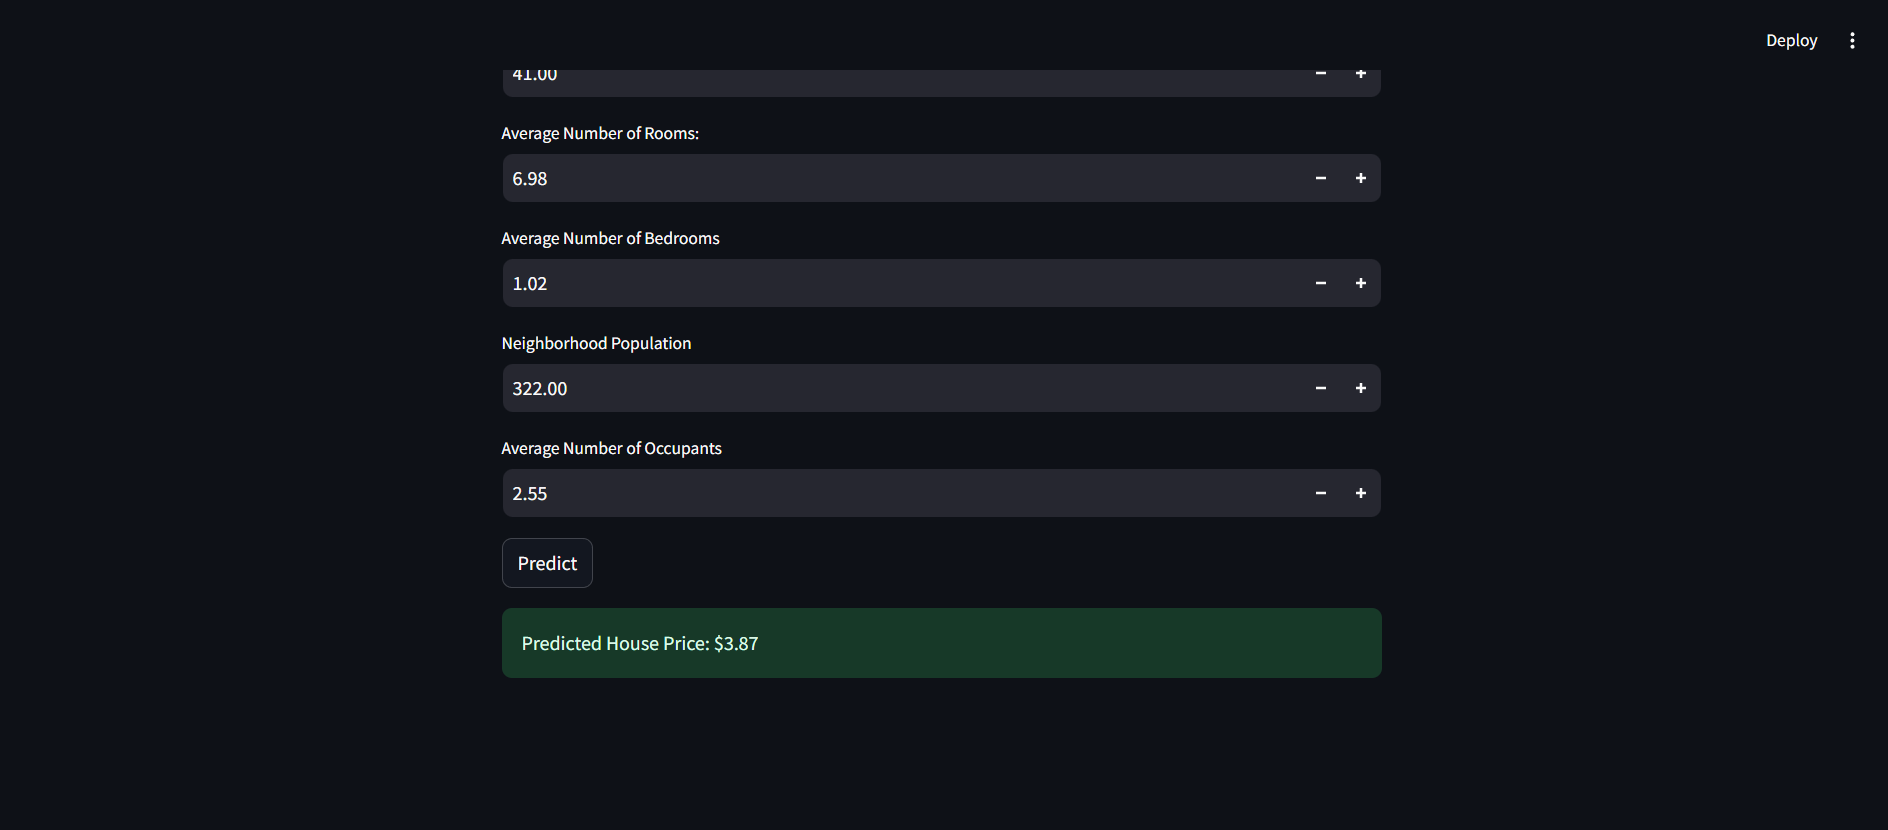 Deploy
41.00
Average Number of Rooms:
6.98
Average Number of Bedrooms
1.02
Neighborhood Population
322.00
Average Number of Occupants
2.55
Predict
Predicted House Price: $3.87